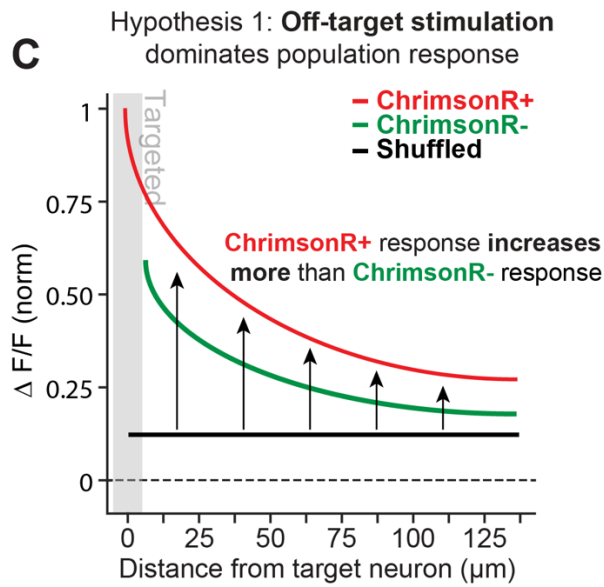 C
Hypothesis 1: Off-target stimulation
dominates population response
ChrimsonR+
ChrimsonR-
Shuffled
Targeted
ChrimsonR+ response increases
more than ChrimsonR- response
Δ F/F (norm)
1
0.75
0.50
0.25
0
0 25 50 75 100 125
Distance from target neuron (µm)